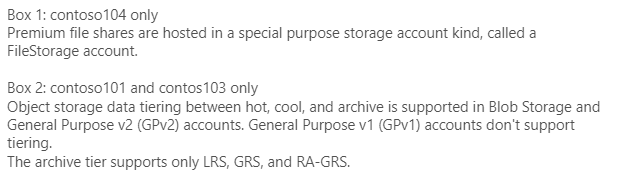 Box 1: contoso104 only
Premium file shares are hosted in a special purpose storage account kind, called a
FileStorage account.
Box 2: contoso101 and contos103 only
Object storage data tiering between hot, cool, and archive is supported in Blob Storage and
General Purpose v2 (GPv2) accounts. General Purpose v1 (GPv1) accounts don't support
tiering.
The archive tier supports only LRS, GRS, and RA-GRS.